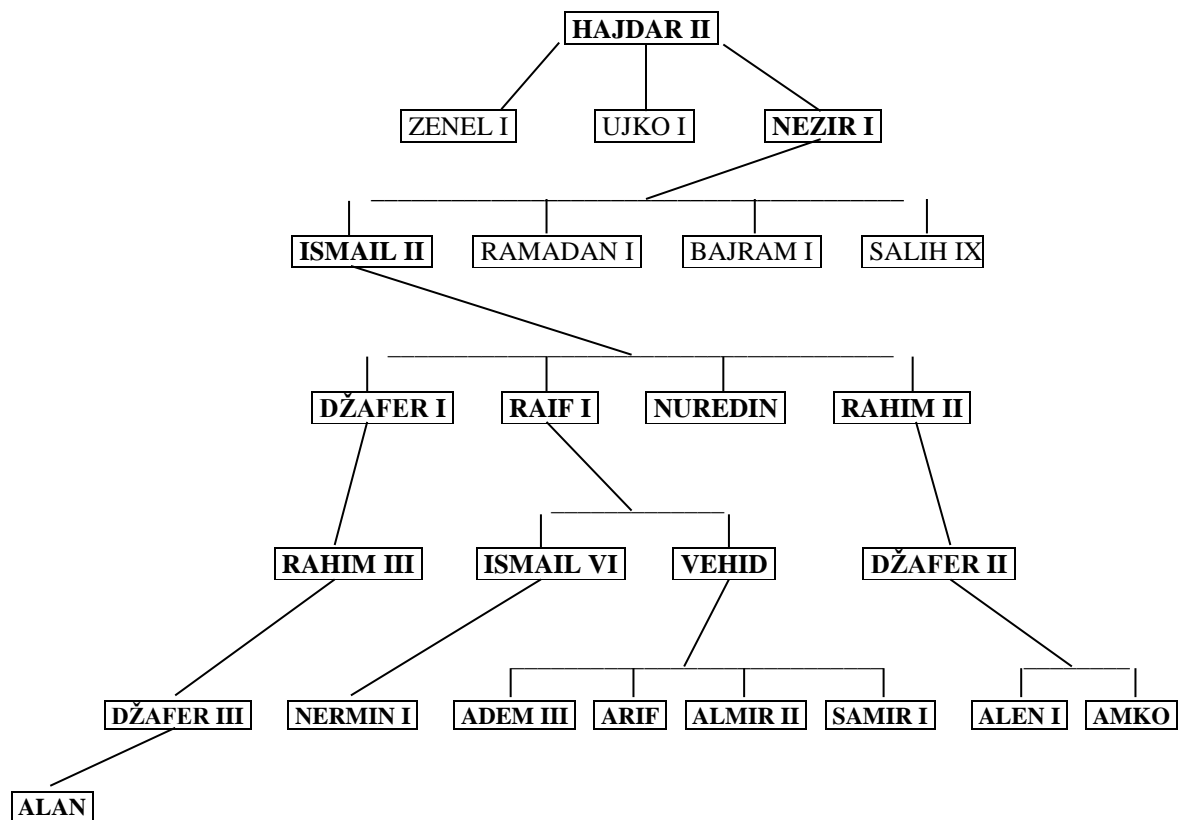 HAJDAR II
ZENEL I UJKO I NEZIR I
ISMAIL II RAMADAN I BAJRAM I SALIH IX
DŽAFER I RAIF I NUREDIN RAHIM II
RAHIM III ISMAIL VI VEHID DŽAFER II
DŽAFER III NERMIN I ADEM III ARIF ALMIR II SAMIR I ALEN I AMKO
ALAN